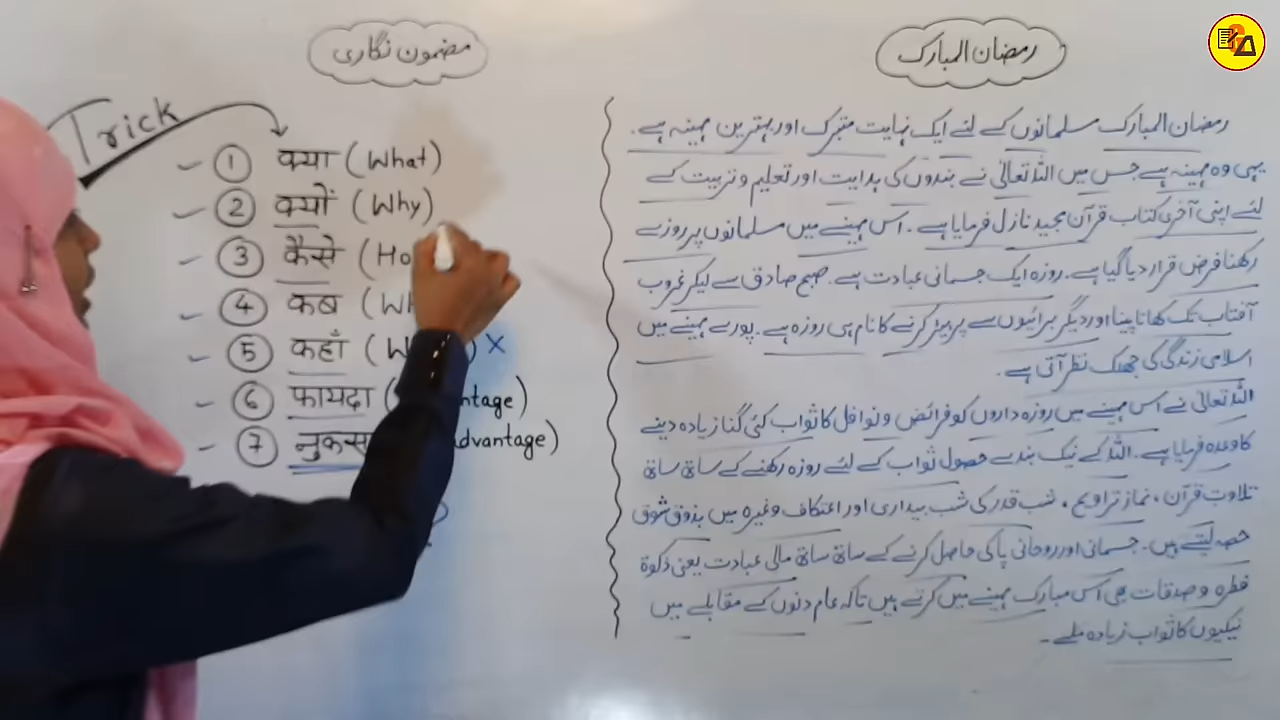 مضمون نگاری
Trick
① क्या (What)
② क्यों (Why)
③ कैसे (Ho
④ कब (Wh
⑤ कहाँ (W ) ×
⑥ फायदा ( ntage)
⑦ नुकस advantage)
رمضان المبارک
رمضان المبارک مسلمانوں کے لئے ایک نہایت متبرک اور بہترین مہینہ ہے۔
یہی وہ مہینہ ہے جس میں اللہ تعالیٰ نے بندوں کی ہدایت اور تعلیم و تربیت کے
لئے اپنی آخری کتاب قرآن مجید نازل فرمایا ہے۔ اس مہینے میں مسلمانوں پر روزے
رکھنا فرض قرار دیا گیا ہے۔ روزہ ایک جسمانی عبادت ہے۔ صبح صادق سے لیکر غروب
آفتاب تک کھانا پینا اور دیگر برائیوں سے پرہیز کرنے کا نام ہی روزہ ہے۔ پورے مہینے میں
اسلامی زندگی کی جھلک نظر آتی ہے۔
اللہ تعالیٰ نے اس مہینے میں روزہ داروں کو فرائض و نوافل کا ثواب کئی گنا زیادہ دینے
کا وعدہ فرمایا ہے۔ اللہ کے نیک بندے حصول ثواب کے لئے روزہ رکھنے کے ساتھ ساتھ
تلاوت قرآن، نماز تراویح، شب قدر کی شب بیداری اور اعتکاف وغیرہ میں بذوق شوق
حصہ لیتے ہیں۔ جسمانی اور روحانی پاکی حاصل کرنے کے ساتھ ساتھ مالی عبادت یعنی زکوٰة
فطرہ و صدقات بھی اس مبارک مہینے میں کرتے ہیں تاکہ عام دنوں کے مقابلے میں
نیکیوں کا ثواب زیادہ ملے۔